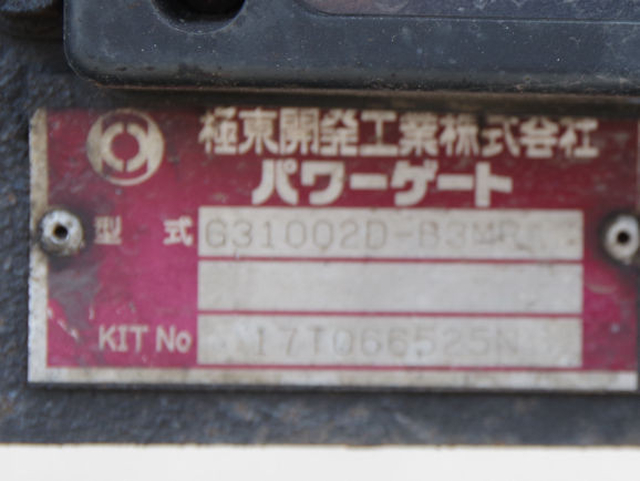 極東開発工業株式会社
パワーゲート
型 式 G31002D-B3MR
KIT No 17T066525N